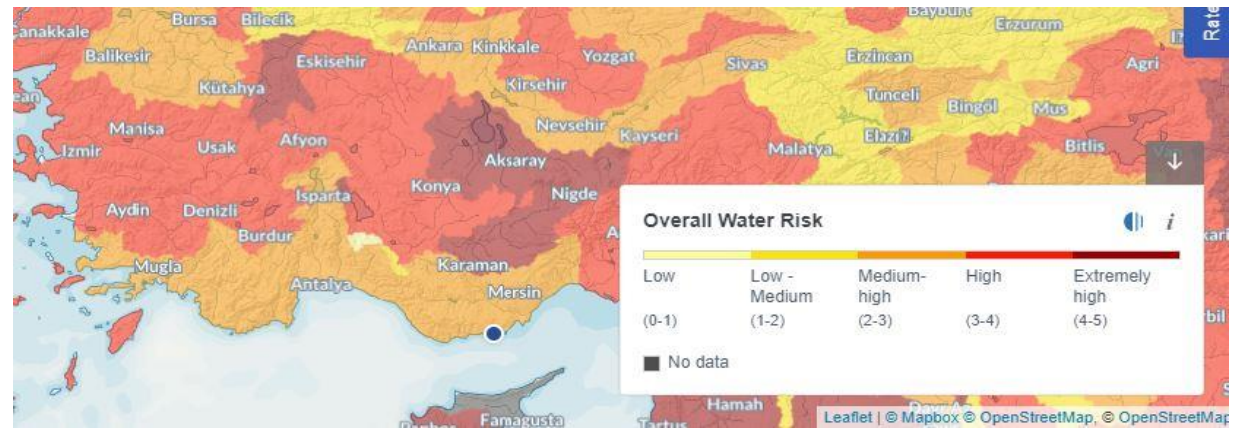 Bayburt
Bursa
Bilecik
Erzurum
Rate
anakkale
Ankara
Kinkkale
Balikesir
Eskisehir
Yozgat
Sivas
Erzincan
Agri
Kütahya
Kirsehir
Tunceli
Bingöl
Mus
Manisa
Nevsehir
Kayseri
Izmir
Usak
Afyon
Malatya
Elazi?
Bitlis
Aksaray
Konya
Nigde
Isparta
Aydin
Denizli
Burdur
Karaman
Mugla
Antalya
Mersin
Overall Water Risk
i
Low
Low - Medium
Medium- high
High
Extremely high
(0-1)
(1-2)
(2-3)
(3-4)
(4-5)
No data
Hamah
Famagusta
Tartus
Leaflet | © Mapbox © OpenStreetMap, © OpenStreetMap